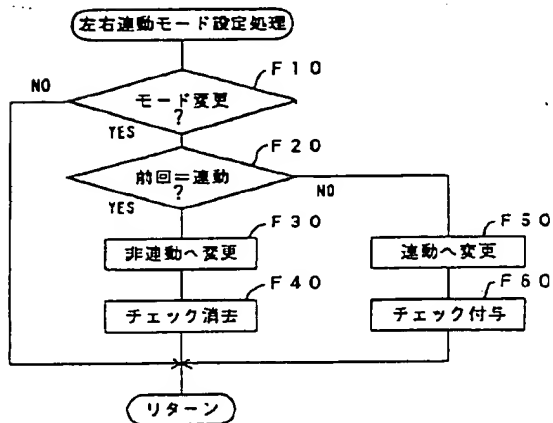 左右連動モード設定処理
F10
NO
モード変更
?
YES
F20
前回=連動
?
NO
YES
F30
非連動へ変更
F50
連動へ変更
F40
チェック消去
F60
チェック付与
リターン